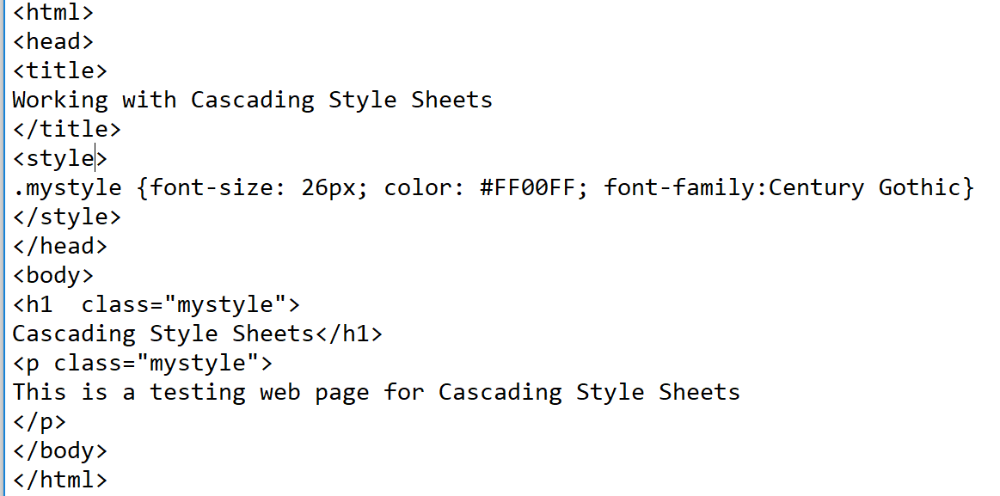 <html>
<head>
<title>
Working with Cascading Style Sheets
</title>
<style>
.mystyle {font-size: 26px; color: #FF00FF; font-family:Century Gothic}
</style>
</head>
<body>
<h1  class="mystyle">
Cascading Style Sheets</h1>
<p class="mystyle">
This is a testing web page for Cascading Style Sheets
</p>
</body>
</html>